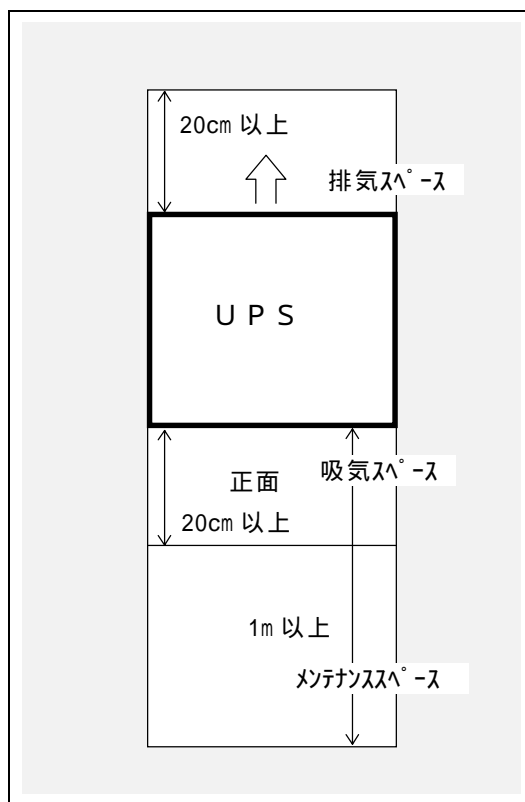 20cm 以上
排気スペース
UPS
吸気スペース
正面
20cm 以上
1m 以上
メンテナンススペース